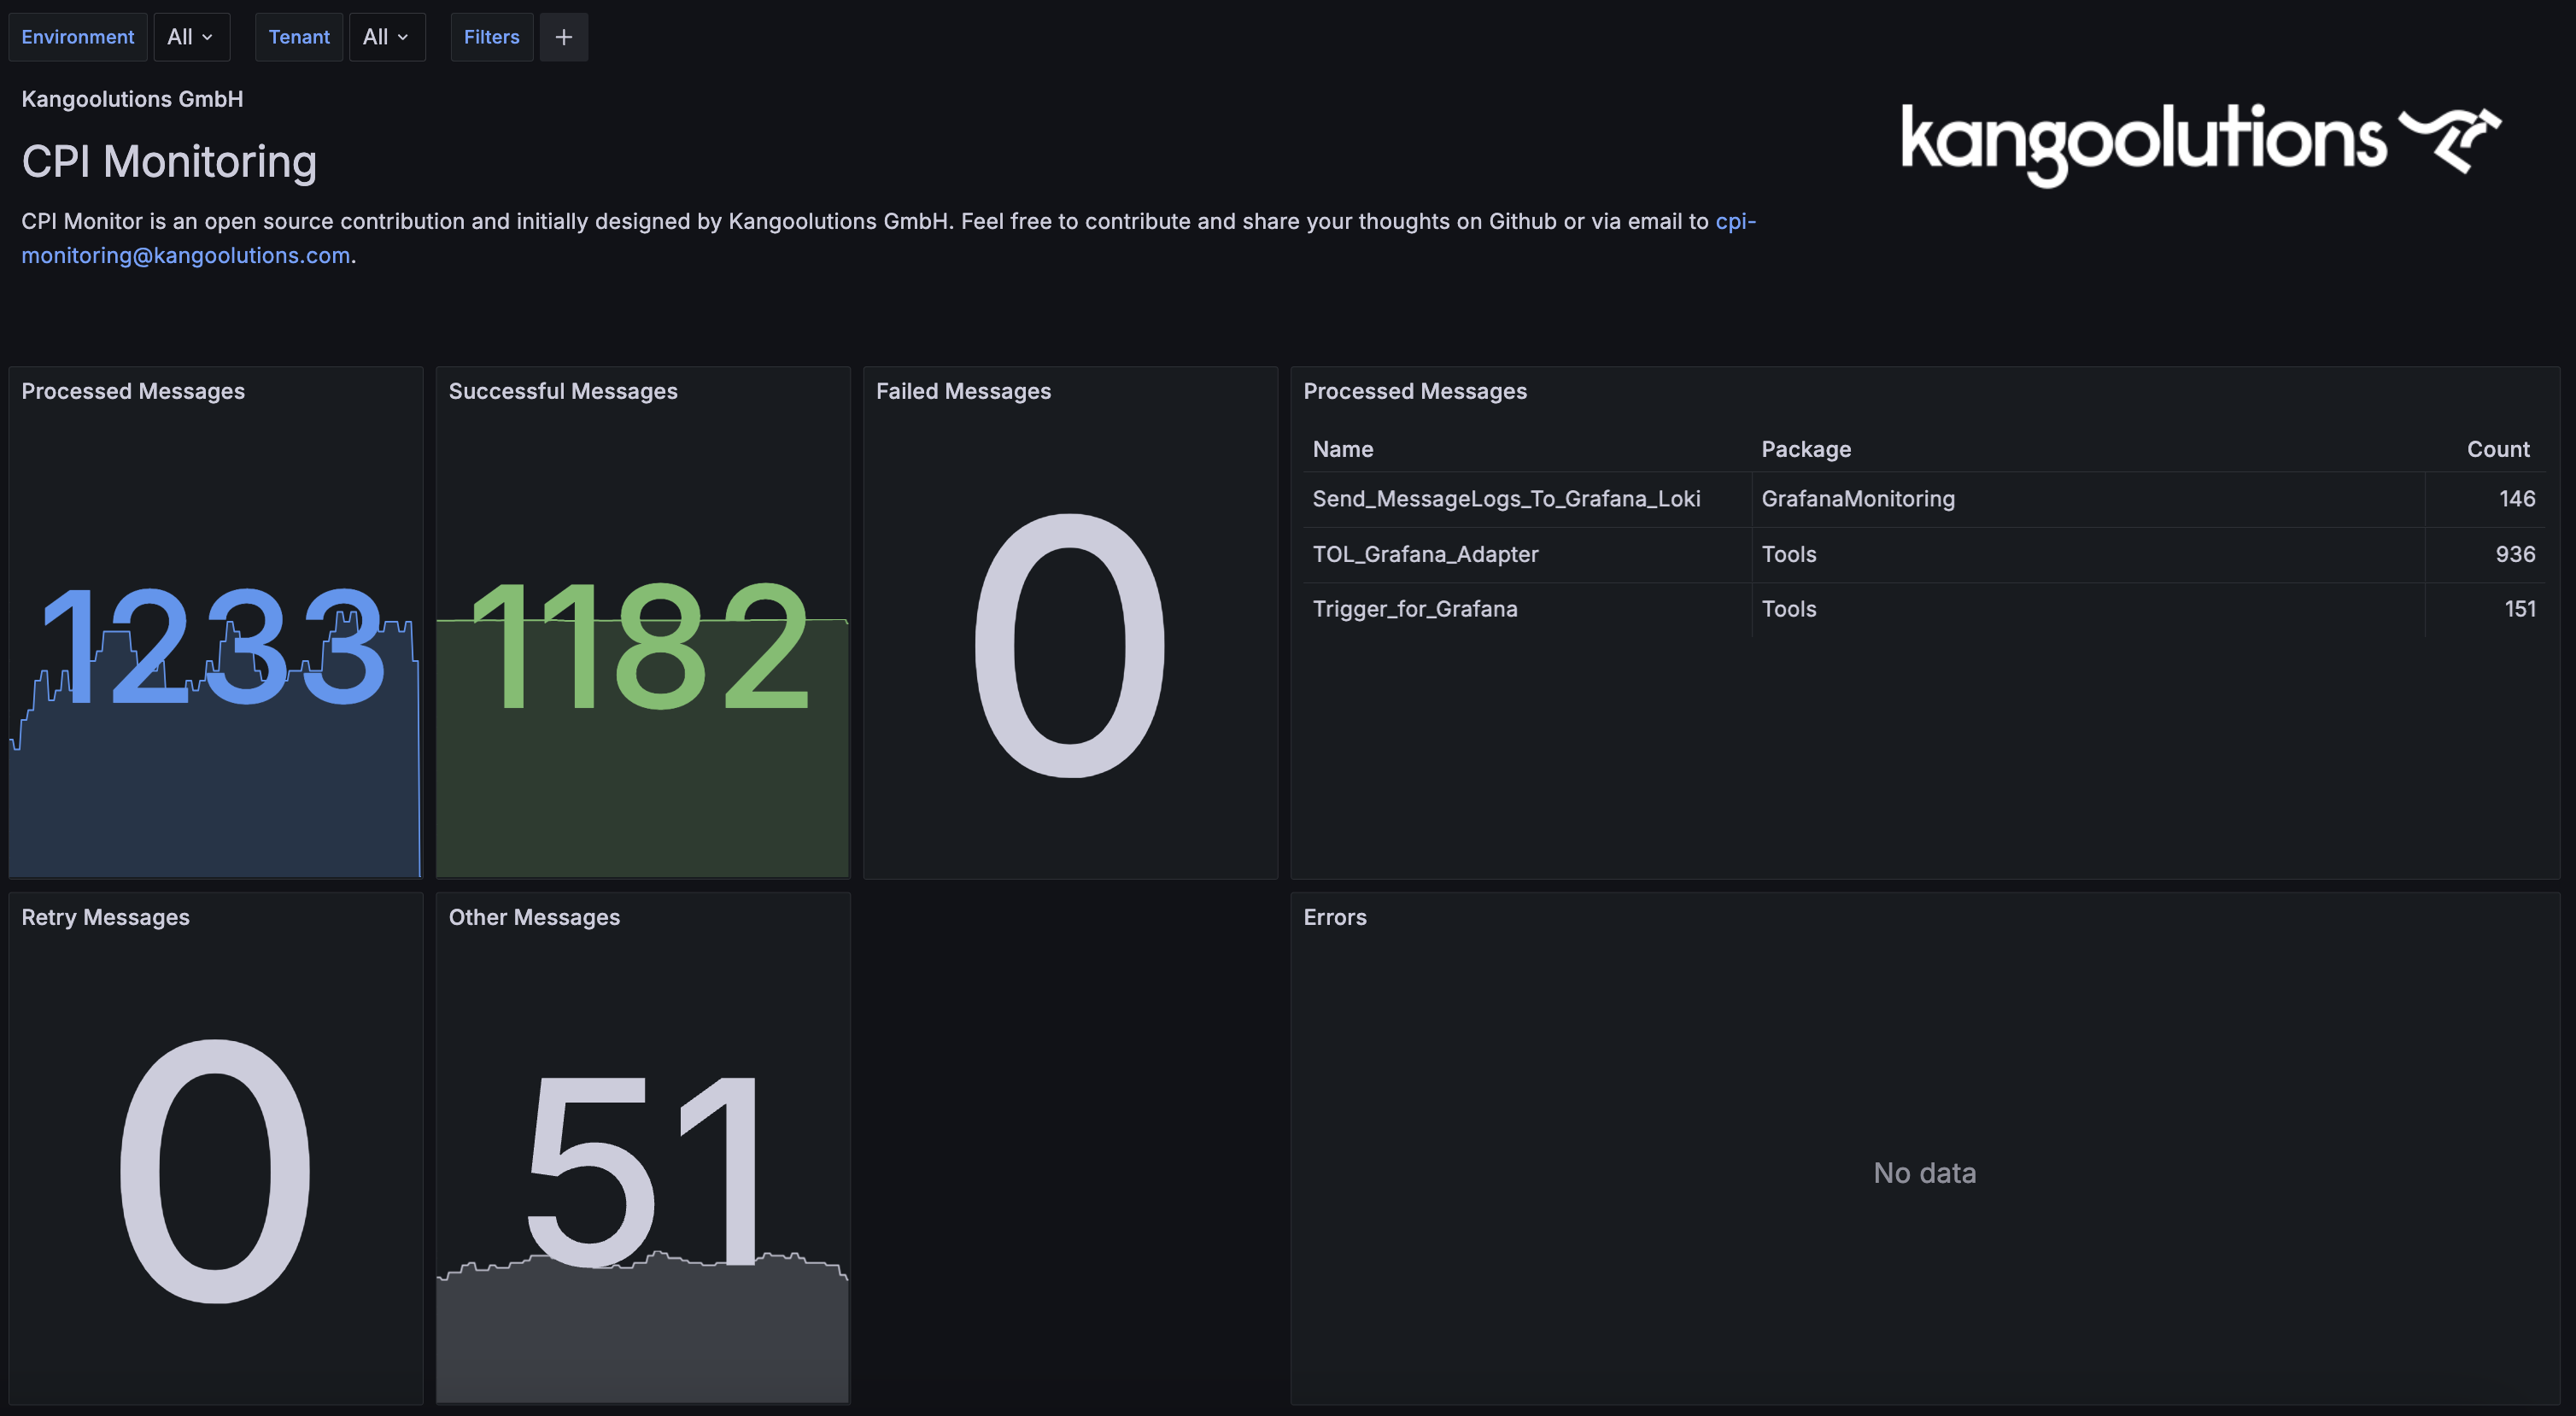 Environment All Tenant All Filters +
Kangoolutions GmbH
CPI Monitoring
kangoolutions
CPI Monitor is an open source contribution and initially designed by Kangoolutions GmbH. Feel free to contribute and share your thoughts on Github or via email to cpi-
monitoring@kangoolutions.com.
Processed Messages
1233
Successful Messages
1182
Failed Messages
0
Processed Messages
Name Package Count
Send_MessageLogs_To_Grafana_Loki GrafanaMonitoring 146
TOL_Grafana_Adapter Tools 936
Trigger_for_Grafana Tools 151
Retry Messages
0
Other Messages
51
Errors
No data